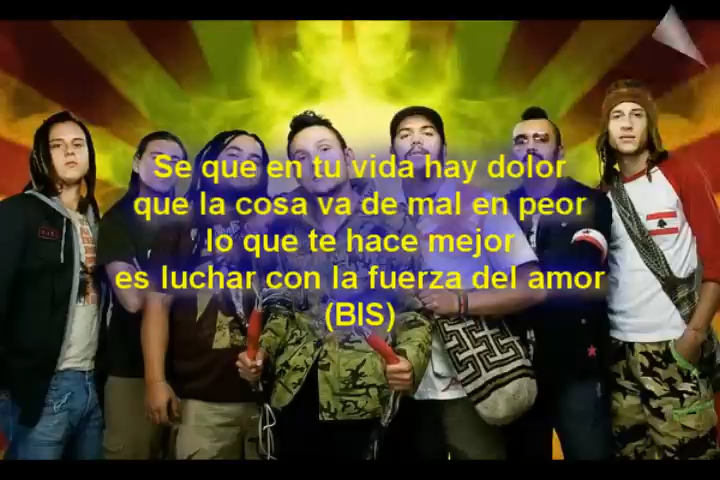 Se que en tu vida hay dolor
que la cosa va de mal en peor
lo que te hace mejor
es luchar con la fuerza del amor
(BIS)